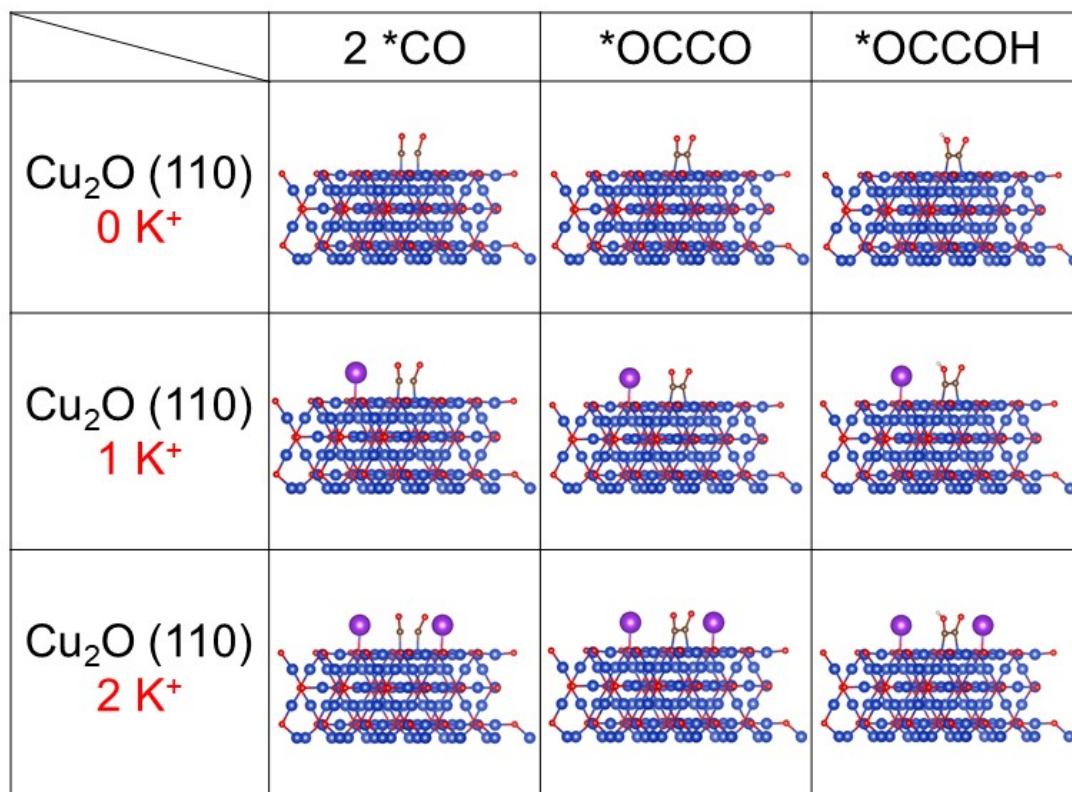 2 *CO
*OCCO
*OCCOH
Cu₂O (110)
0 K⁺
Cu₂O (110)
1 K⁺
Cu₂O (110)
2 K⁺